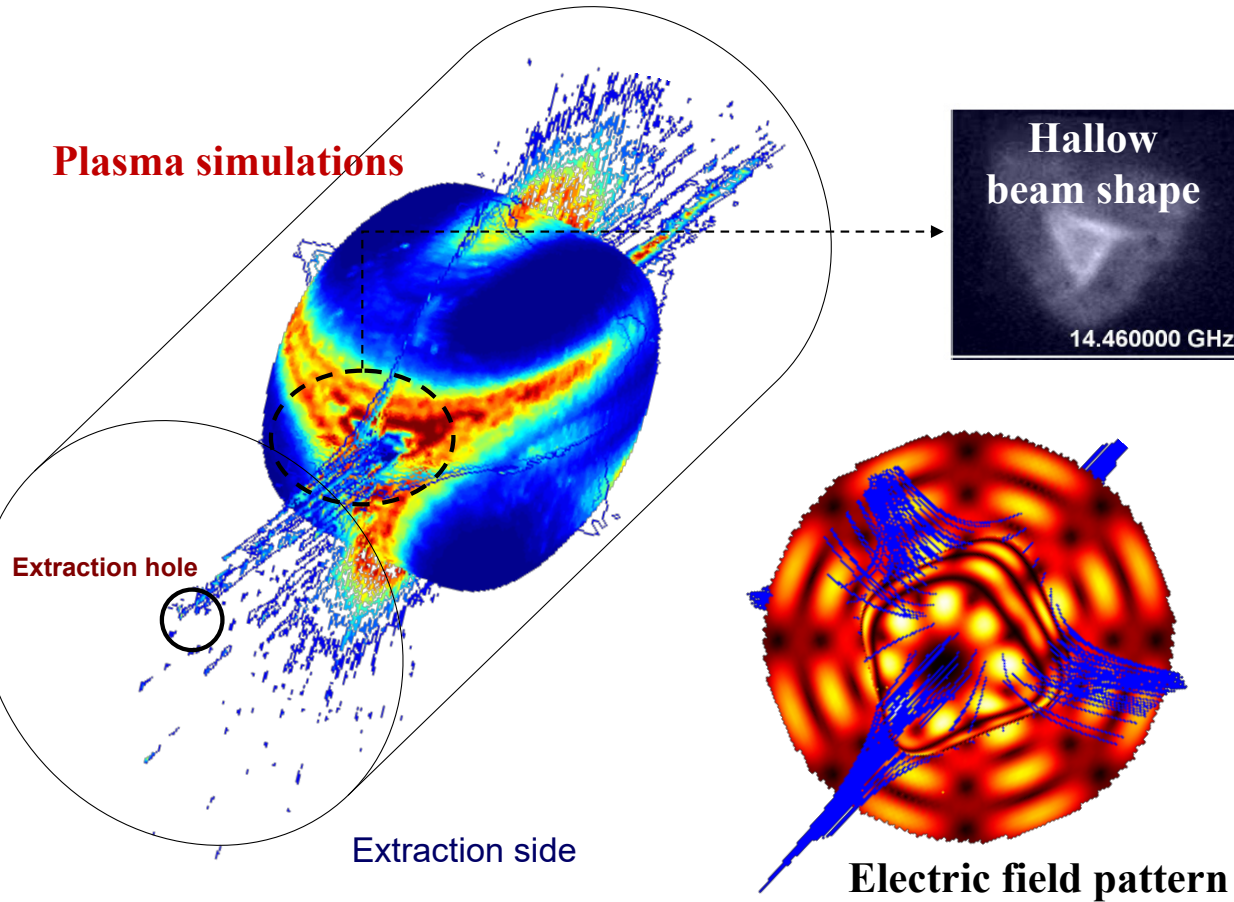 Plasma simulations
Hallow
beam shape
14.460000 GHz
Extraction hole
Extraction side
Electric field pattern